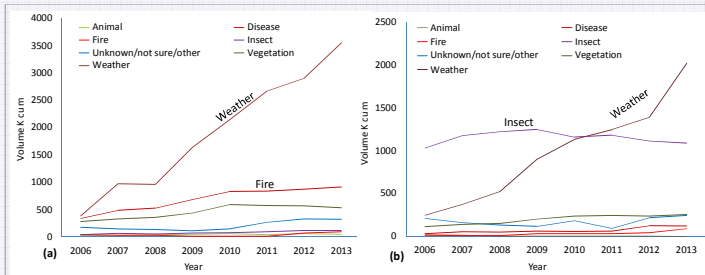 4000
3500
3000
2500
2000
1500
1000
500
0
Volume K cum
Animal
Disease
Fire
Insect
Unknown/not sure/other
Vegetation
Weather
Weather
Fire
(a)
2006 2007 2008 2009 2010 2011 2012 2013
Year
2500
2000
1500
1000
500
0
Volume K cum
Animal
Disease
Fire
Insect
Unknown/not sure/other
Vegetation
Weather
Insect
Weather
(b)
2006 2007 2008 2009 2010 2011 2012 2013
Year